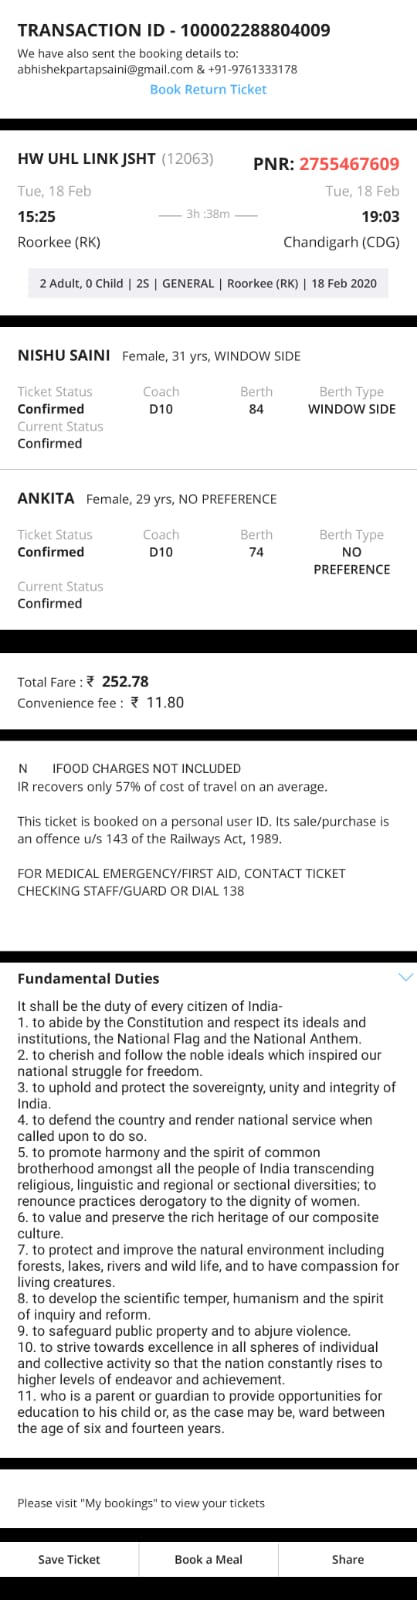 TRANSACTION ID - 100002288804009
We have also sent the booking details to:
abhishekpartapsaini@gmail.com & +91-9761333178
Book Return Ticket
HW UHL LINK JSHT (12063) PNR: 2755467609
Tue, 18 Feb Tue, 18 Feb
15:25 3h :38m 19:03
Roorkee (RK) Chandigarh (CDG)
2 Adult, 0 Child | 2S | GENERAL | Roorkee (RK) | 18 Feb 2020
NISHU SAINI Female, 31 yrs, WINDOW SIDE
Ticket Status Coach Berth Berth Type
Confirmed D10 84 WINDOW SIDE
Current Status
Confirmed
ANKITA Female, 29 yrs, NO PREFERENCE
Ticket Status Coach Berth Berth Type
Confirmed D10 74 NO
PREFERENCE
Current Status
Confirmed
Total Fare : ₹ 252.78
Convenience fee : ₹ 11.80
N IFOOD CHARGES NOT INCLUDED
IR recovers only 57% of cost of travel on an average.
This ticket is booked on a personal user ID. Its sale/purchase is
an offence u/s 143 of the Railways Act, 1989.
FOR MEDICAL EMERGENCY/FIRST AID, CONTACT TICKET
CHECKING STAFF/GUARD OR DIAL 138
Fundamental Duties
It shall be the duty of every citizen of India-
1. to abide by the Constitution and respect its ideals and
institutions, the National Flag and the National Anthem.
2. to cherish and follow the noble ideals which inspired our
national struggle for freedom.
3. to uphold and protect the sovereignty, unity and integrity of
India.
4. to defend the country and render national service when
called upon to do so.
5. to promote harmony and the spirit of common
brotherhood amongst all the people of India transcending
religious, linguistic and regional or sectional diversities; to
renounce practices derogatory to the dignity of women.
6. to value and preserve the rich heritage of our composite
culture.
7. to protect and improve the natural environment including
forests, lakes, rivers and wild life, and to have compassion for
living creatures.
8. to develop the scientific temper, humanism and the spirit
of inquiry and reform.
9. to safeguard public property and to abjure violence.
10. to strive towards excellence in all spheres of individual
and collective activity so that the nation constantly rises to
higher levels of endeavor and achievement.
11. who is a parent or guardian to provide opportunities for
education to his child or, as the case may be, ward between
the age of six and fourteen years.
Please visit "My bookings" to view your tickets
Save Ticket Book a Meal Share